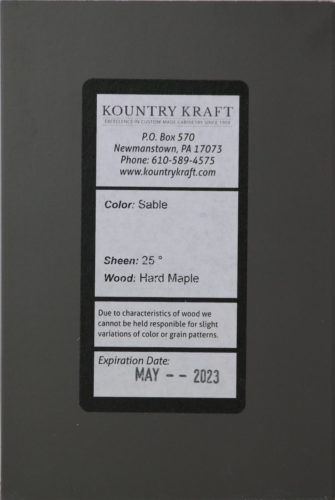 KOUNTRY KRAFT
EXCELLENCE IN CUSTOM MADE CABINETRY SINCE 1959
P.O. Box 570
Newmanstown, PA 17073
Phone: 610-589-4575
www.kountrykraft.com
Color: Sable
Sheen: 25 °
Wood: Hard Maple
Due to characteristics of wood we
cannot be held responsible for slight
variations of color or grain patterns.
Expiration Date:
MAY -- 2023